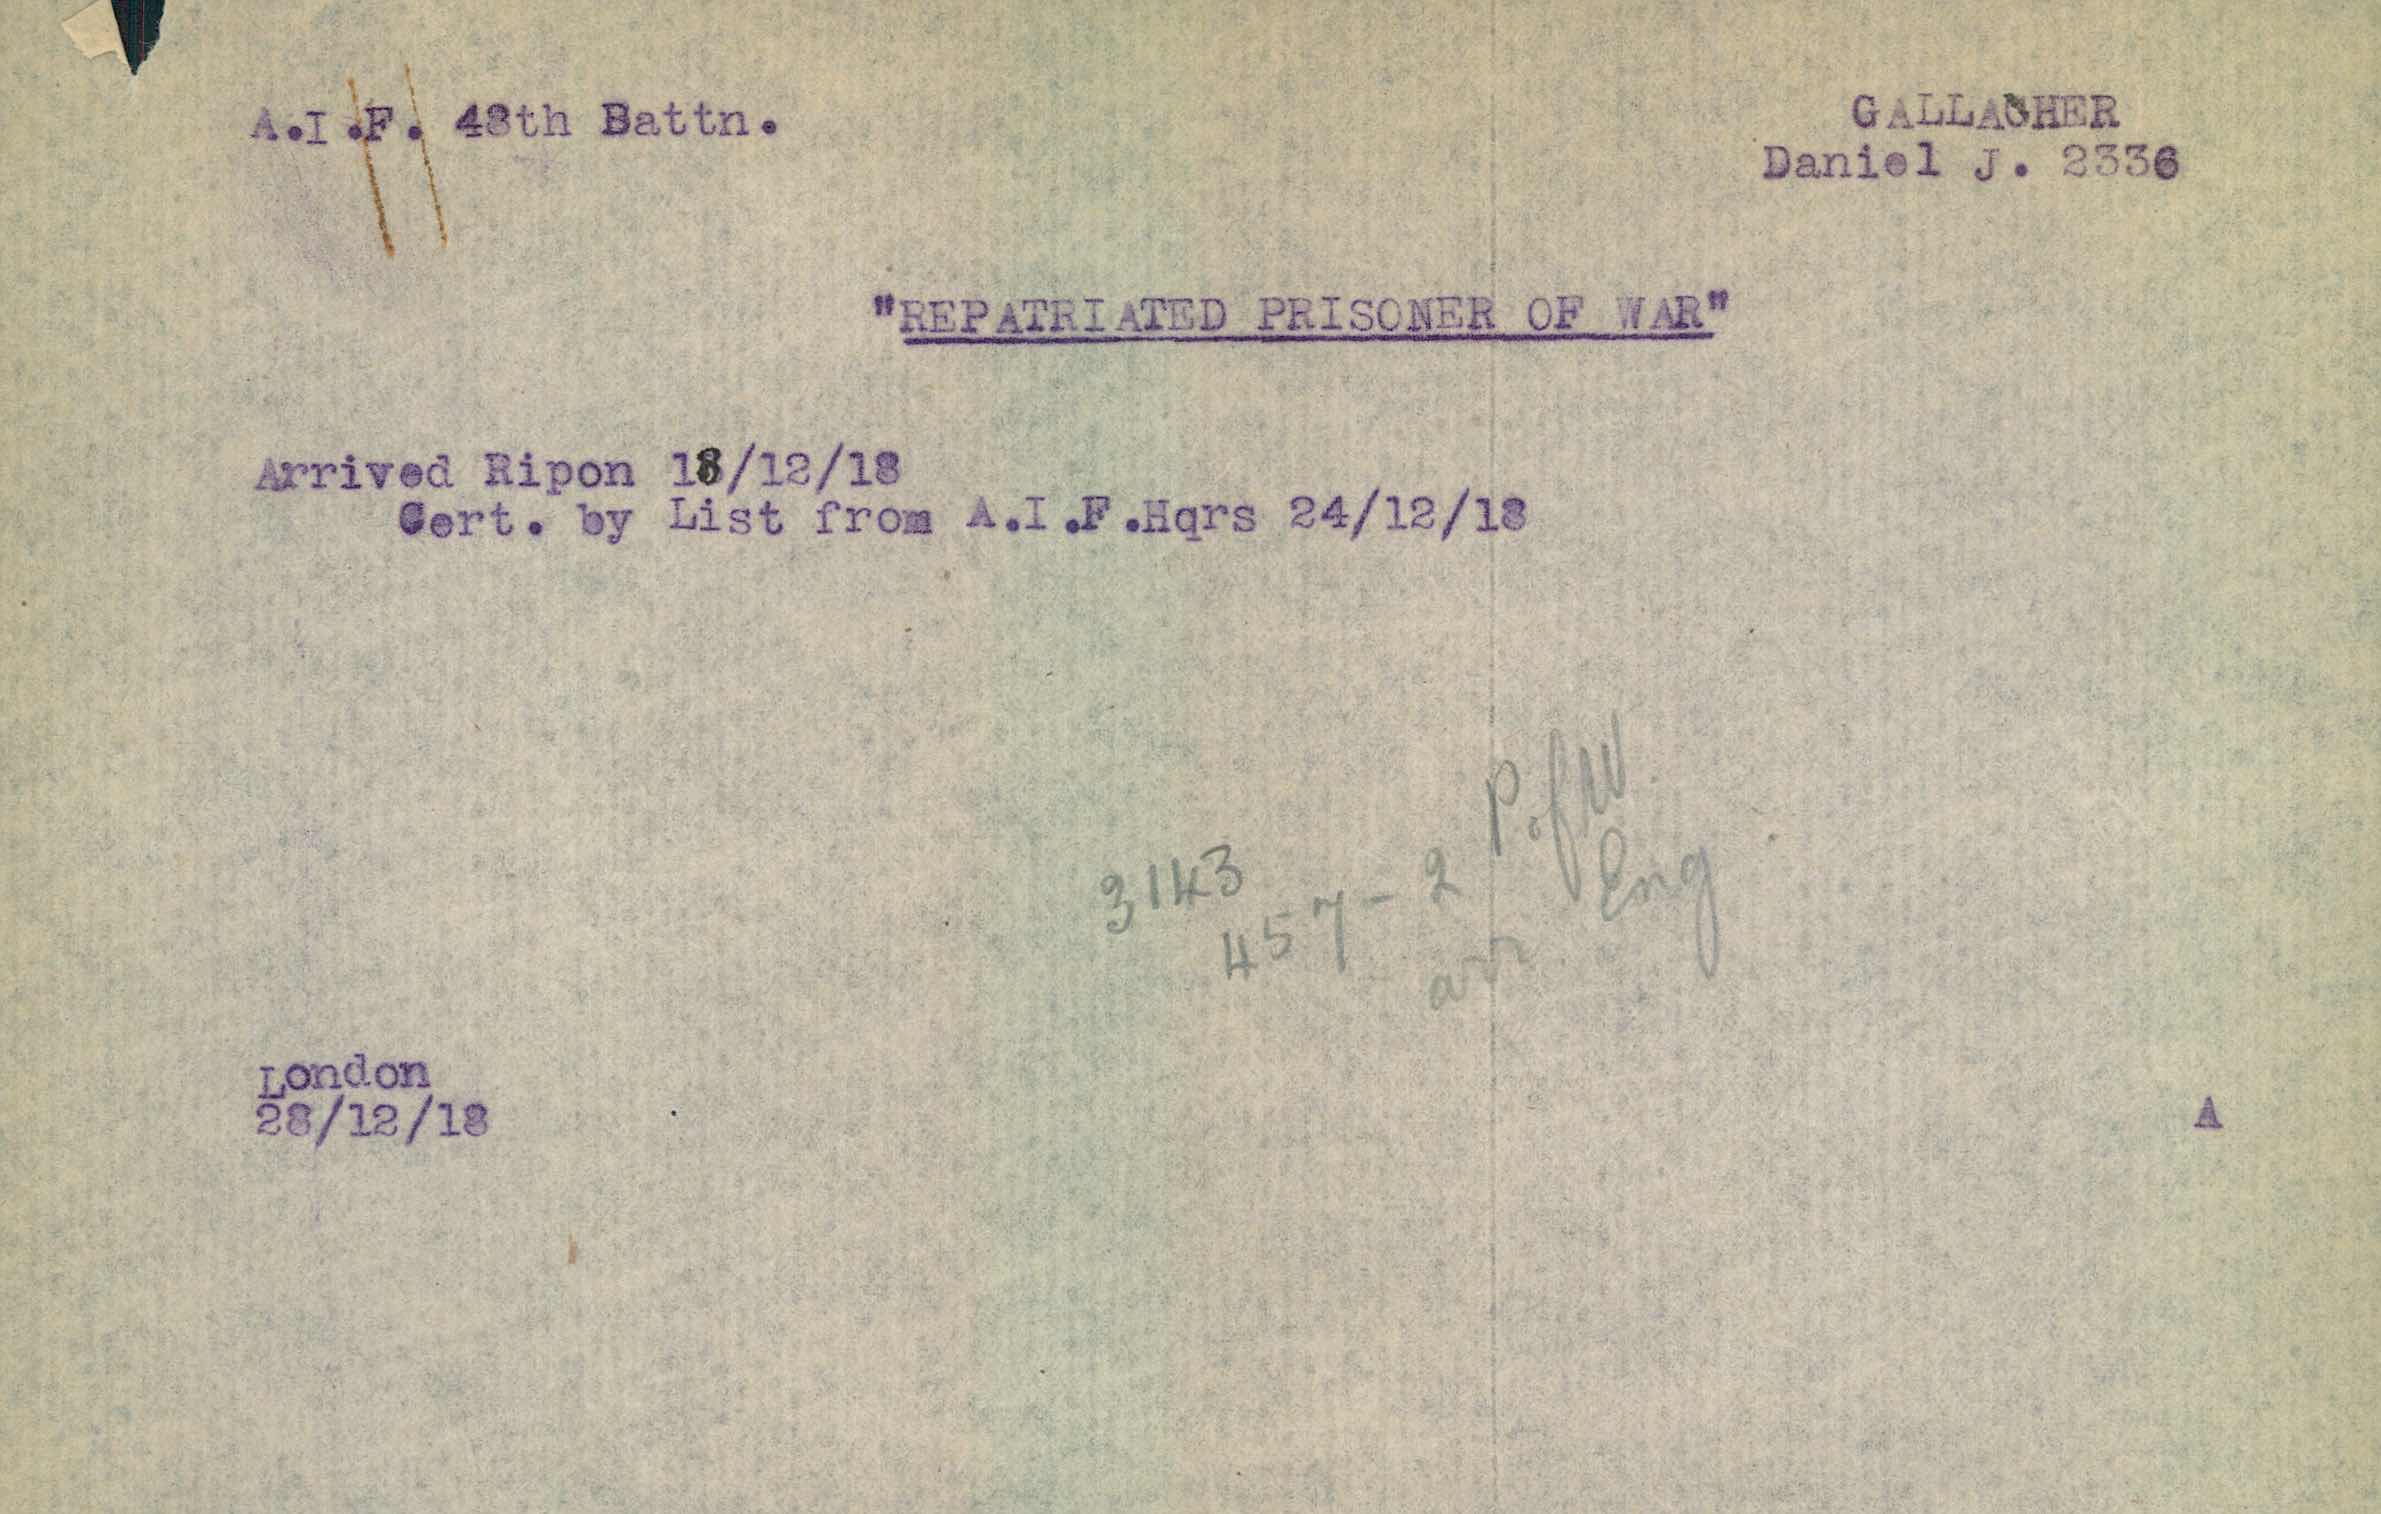 A.I.F. 48th Battn.
GALLAGHER
Daniel J. 2336
"REPATRIATED PRISONER OF WAR"
Arrived Ripon 18/12/18
Cert. by List from A.I.F.Hqrs 24/12/18
P. of W.
3143
457-2
arr. Eng
London
28/12/18
A